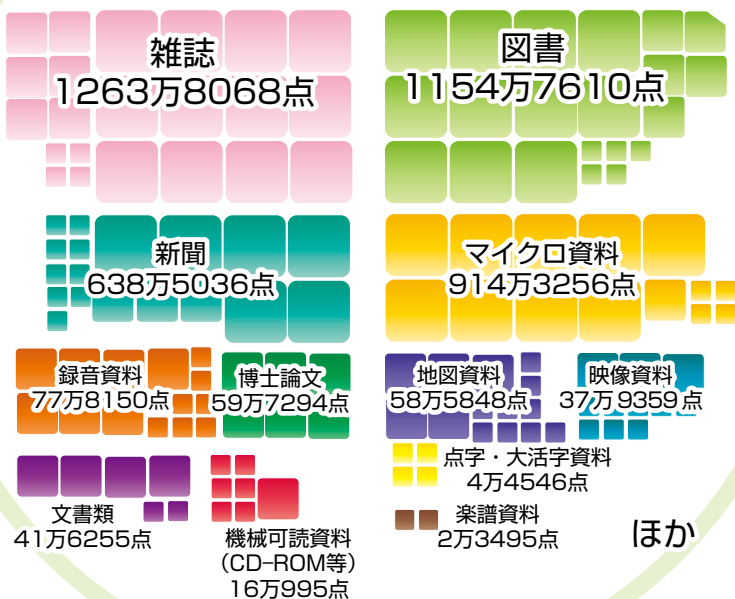 雑誌
1263万8068点
図書
1154万7610点
新聞
638万5036点
マイクロ資料
914万3256点
録音資料
77万8150点
博士論文
59万7294点
地図資料
58万5848点
映像資料
37万9359点
文書類
41万6255点
機械可読資料
（CD-ROM等）
16万995点
点字・大活字資料
4万4546点
楽譜資料
2万3495点
ほか